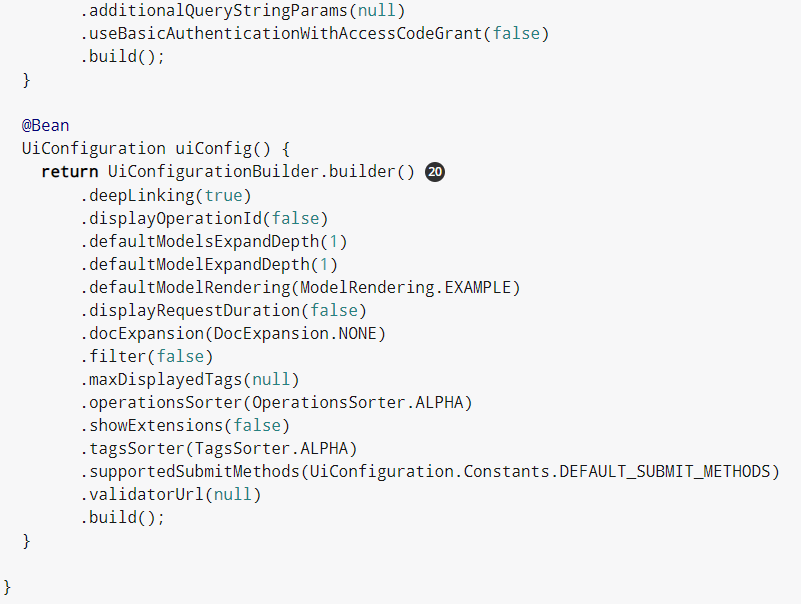 .additionalQueryStringParams(null)
.useBasicAuthenticationWithAccessCodeGrant(false)
.build();
}
@Bean
UiConfiguration uiConfig() {
return UiConfigurationBuilder.builder() 20
.deepLinking(true)
.displayOperationId(false)
.defaultModelsExpandDepth(1)
.defaultModelExpandDepth(1)
.defaultModelRendering(ModelRendering.EXAMPLE)
.displayRequestDuration(false)
.docExpansion(DocExpansion.NONE)
.filter(false)
.maxDisplayedTags(null)
.operationsSorter(OperationsSorter.ALPHA)
.showExtensions(false)
.tagsSorter(TagsSorter.ALPHA)
.supportedSubmitMethods(UiConfiguration.Constants.DEFAULT_SUBMIT_METHODS)
.validatorUrl(null)
.build();
}
}